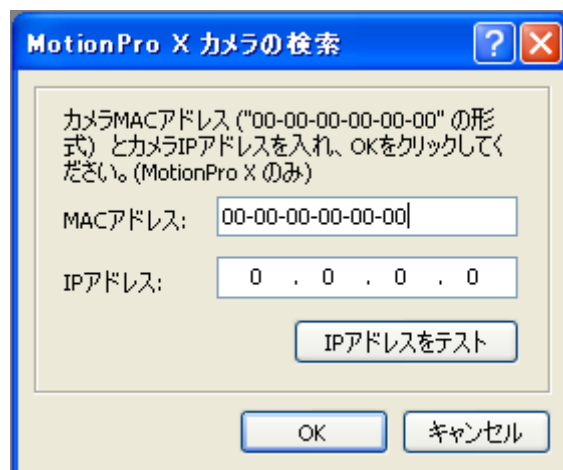 MotionPro X カメラの検索
カメラMACアドレス ("00-00-00-00-00-00" の形
式) とカメラIPアドレスを入れ、OKをクリックしてく
ださい。(MotionPro X のみ)
MACアドレス: 00-00-00-00-00-00
IPアドレス: 0 . 0 . 0 . 0
IPアドレスをテスト
OK キャンセル